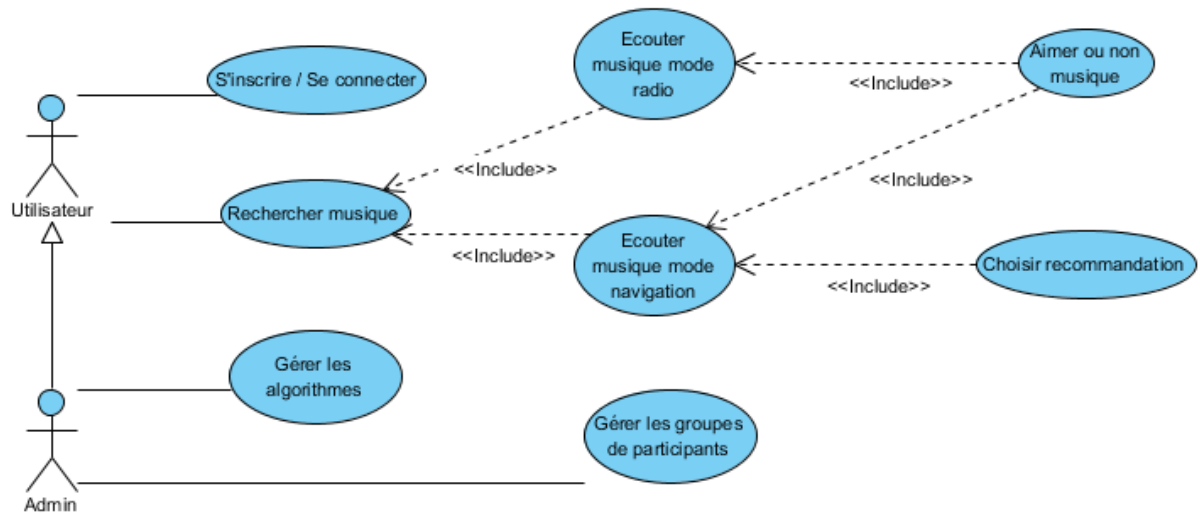 Ecouter
musique mode
radio
Aimer ou non
musique
S'inscrire / Se connecter
<<Include>>
<<Include>>
<<Include>>
Utilisateur
Rechercher musique
Ecouter
musique mode
navigation
<<Include>>
Choisir recommandation
<<Include>>
Gérer les
algorithmes
Gérer les groupes
de participants
Admin